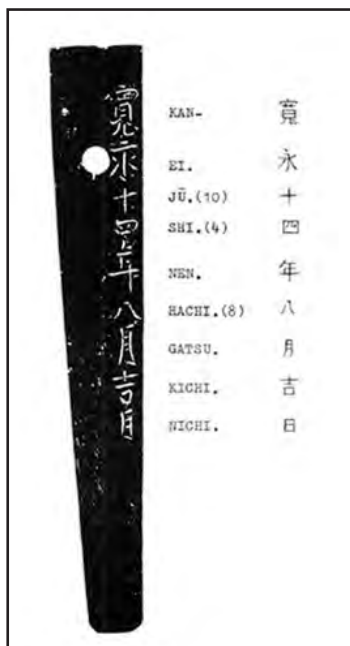 寛永十四年八月吉日
KAN- 寛
EI. 永
JŪ.(10) 十
SHI.(4) 四
NEN. 年
HACHI.(8) 八
GATSU. 月
KICHI. 吉
NICHI. 日